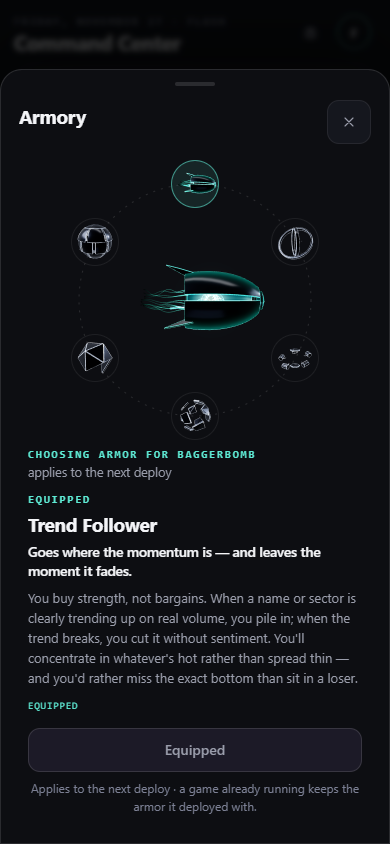 Command Center
Armory
CHOOSING ARMOR FOR BAGGERBOMB
applies to the next deploy
EQUIPPED
Trend Follower
Goes where the momentum is — and leaves the
moment it fades.
You buy strength, not bargains. When a name or sector is
clearly trending up on real volume, you pile in; when the
trend breaks, you cut it without sentiment. You'll
concentrate in whatever's hot rather than spread thin —
and you'd rather miss the exact bottom than sit in a loser.
EQUIPPED
Equipped
Applies to the next deploy · a game already running keeps the
armor it deployed with.